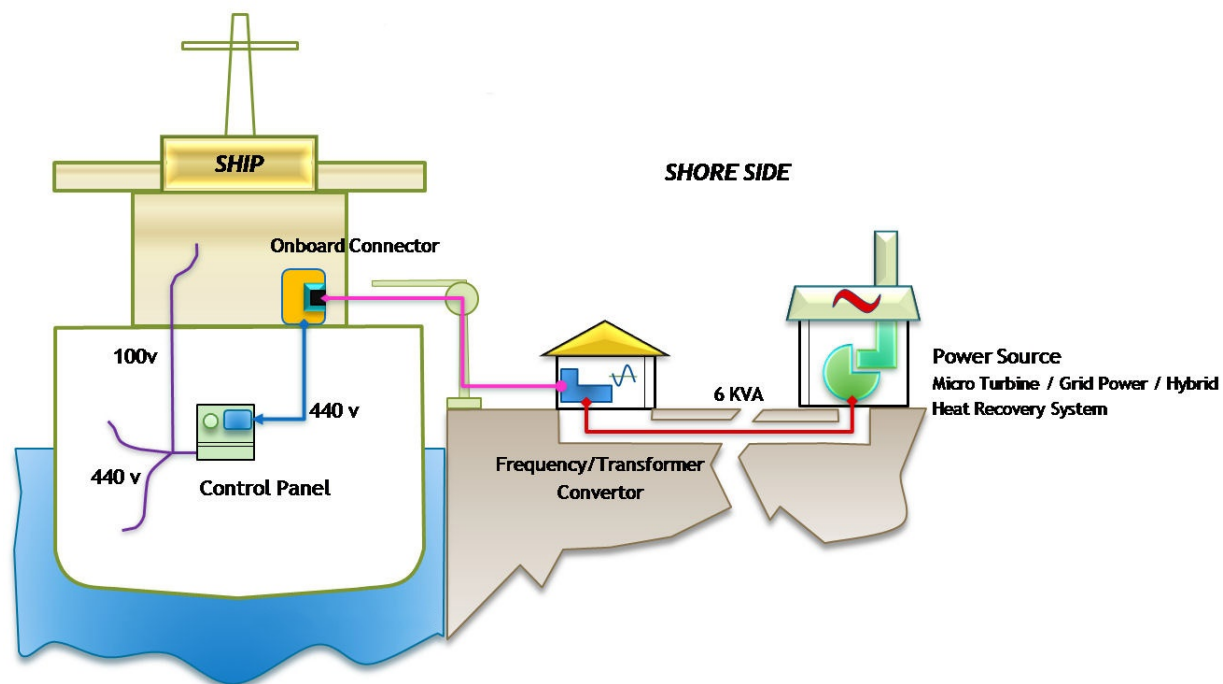 SHIP
SHORE SIDE
Onboard Connector
100v
440 v
440 v
Control Panel
6 KVA
Frequency/Transformer
Convertor
Power Source
Micro Turbine / Grid Power / Hybrid
Heat Recovery System